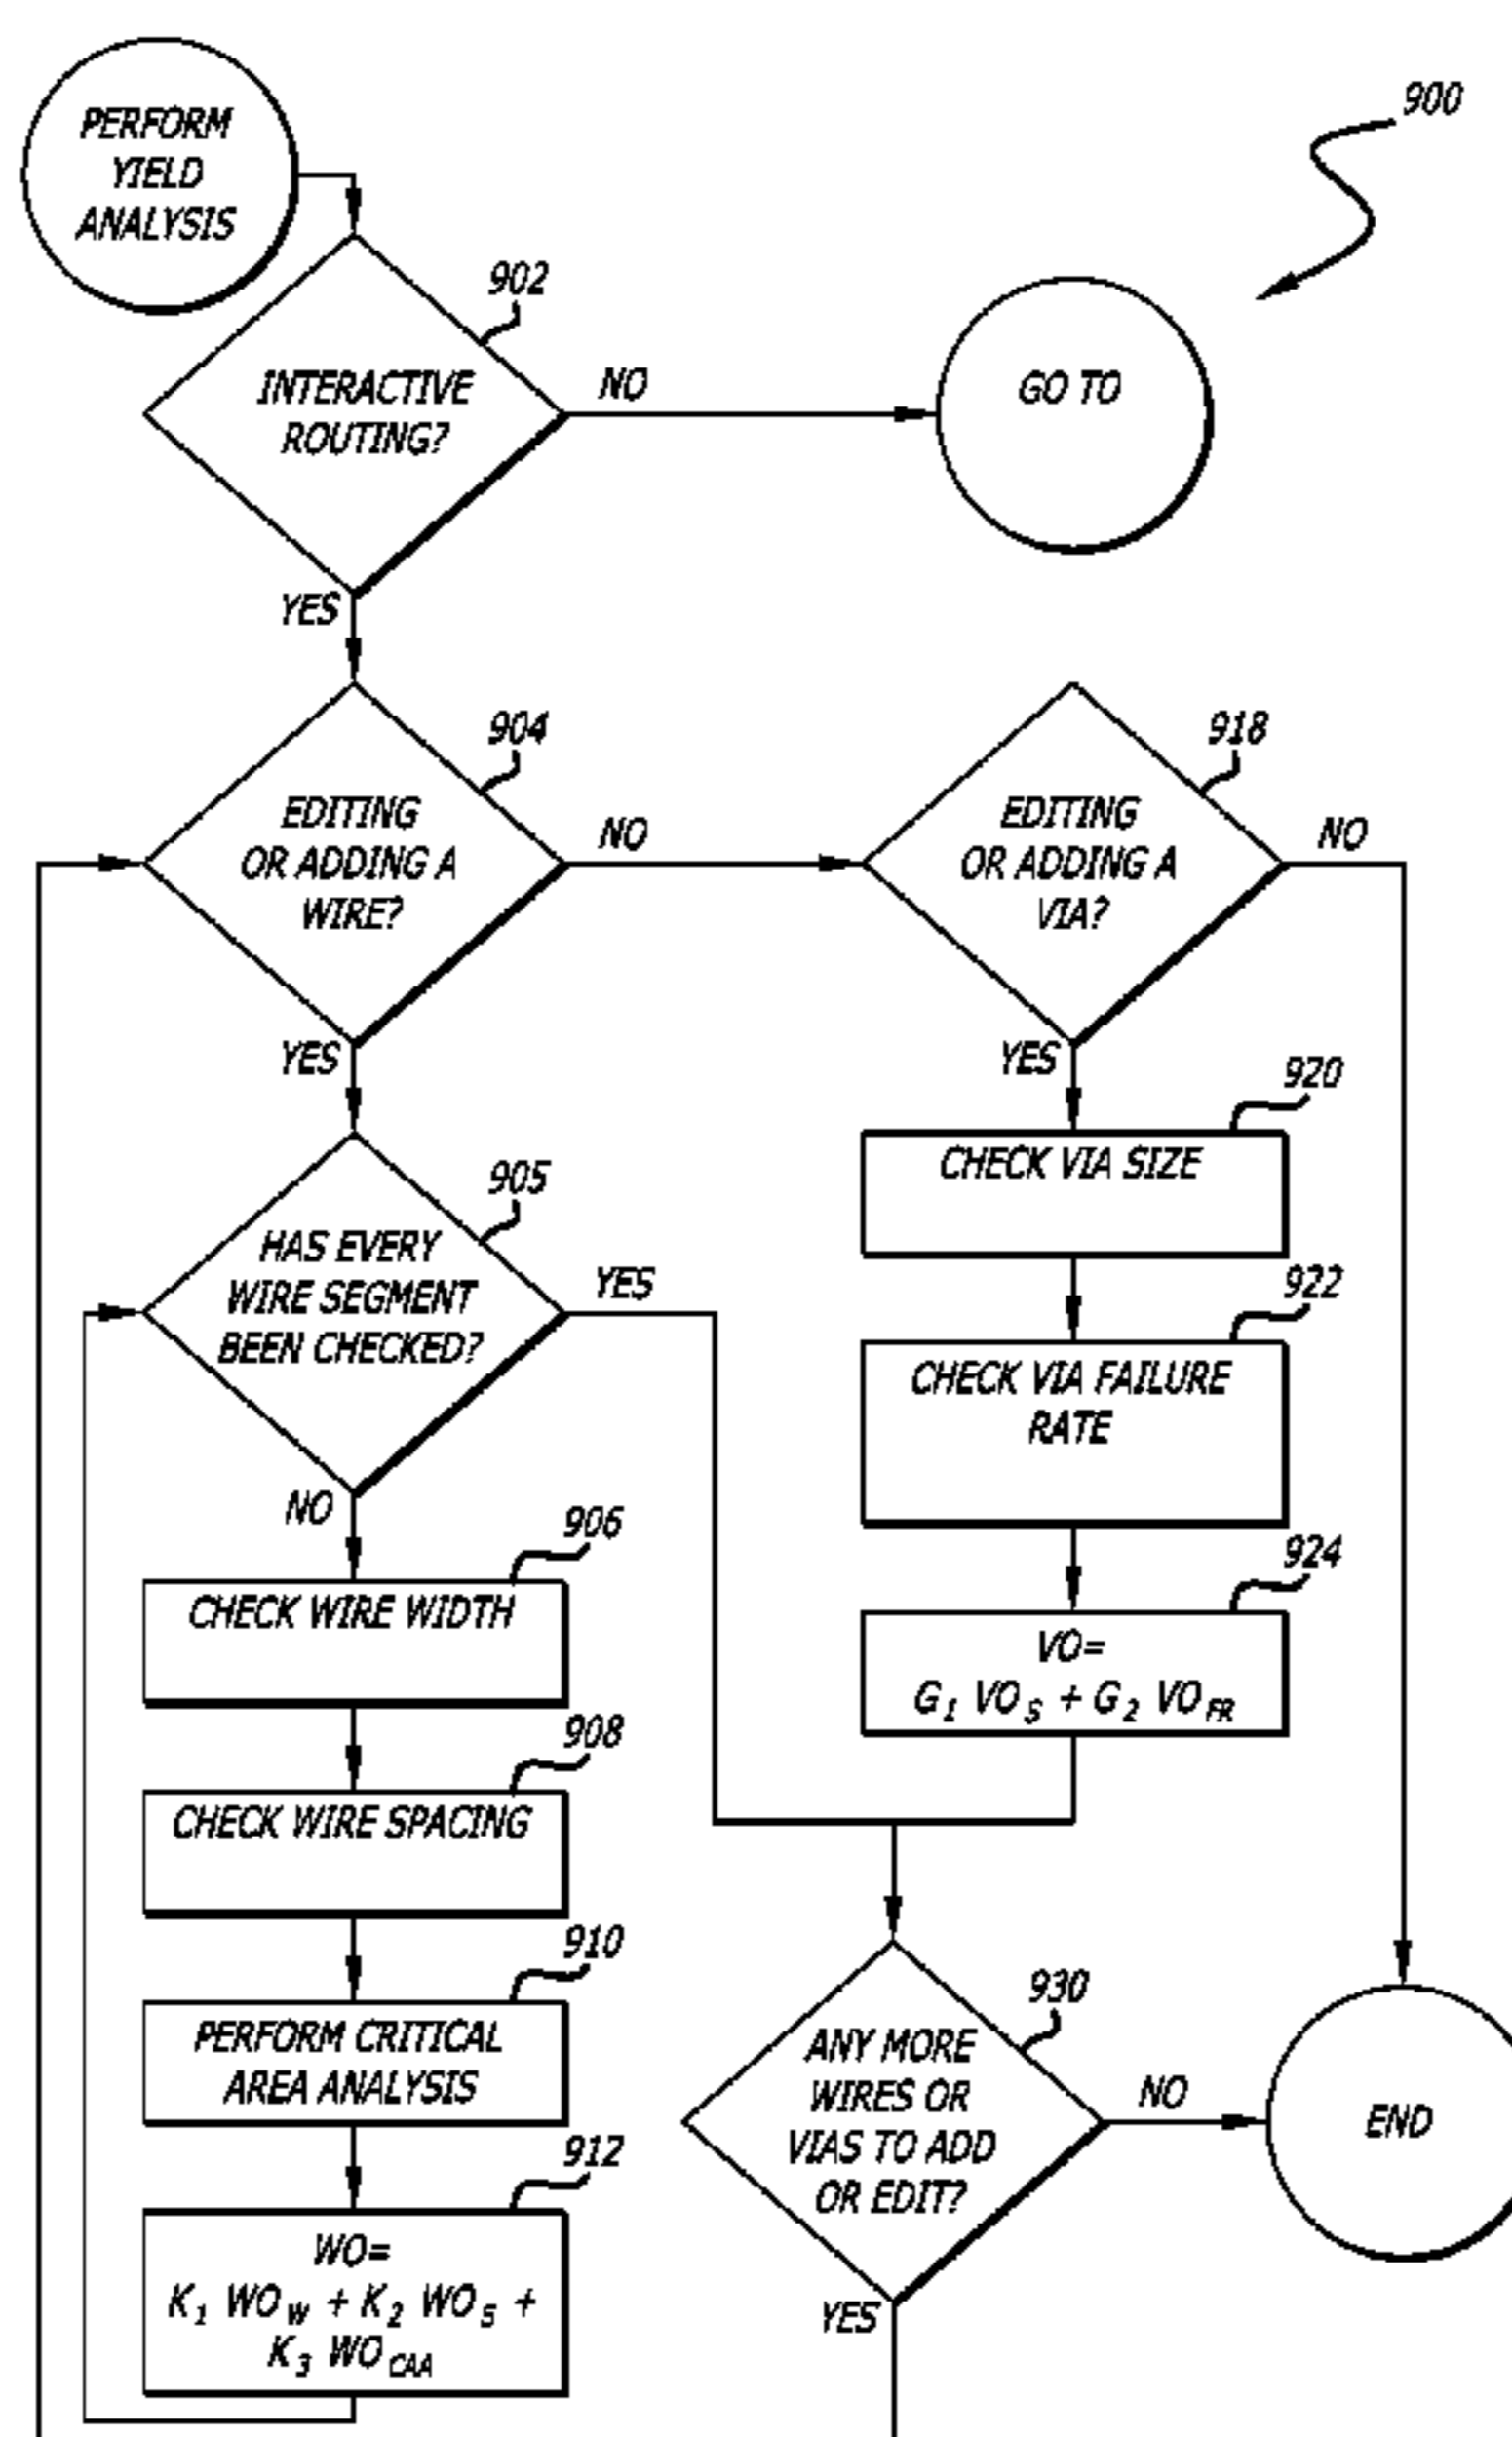 PERFORM
YIELD
ANALYSIS
900
902
INTERACTIVE
ROUTING?
NO
GO TO
YES
904
EDITING
OR ADDING A
WIRE?
NO
918
EDITING
OR ADDING A
VIA?
NO
YES
YES
920
CHECK VIA SIZE
905
HAS EVERY
WIRE SEGMENT
BEEN CHECKED?
YES
922
CHECK VIA FAILURE
RATE
NO
906
CHECK WIRE WIDTH
924
VO=
G1 VOS + G2 VOFR
908
CHECK WIRE SPACING
910
PERFORM CRITICAL
AREA ANALYSIS
930
ANY MORE
WIRES OR
VIAS TO ADD
OR EDIT?
NO
END
912
WO=
K1 WOW + K2 WOS +
K3 WOCAA
YES